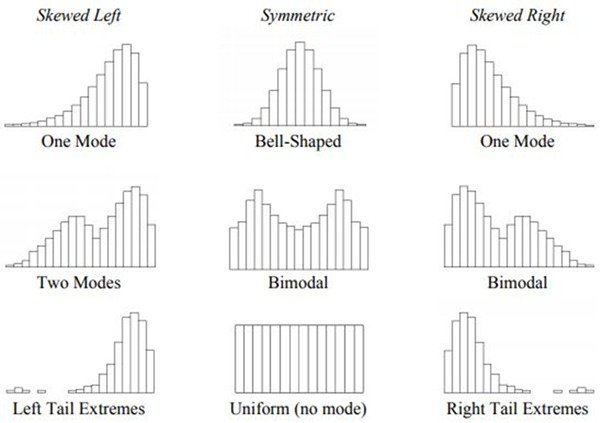 Skewed Left Symmetric Skewed Right
One Mode Bell-Shaped One Mode
Two Modes Bimodal Bimodal
Left Tail Extremes Uniform (no mode) Right Tail Extremes